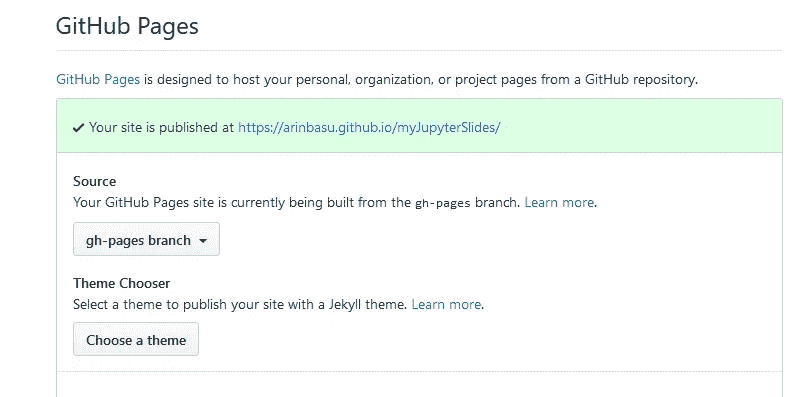 GitHub Pages
GitHub Pages is designed to host your personal, organization, or project pages from a GitHub repository.
Your site is published at https://arinbasu.github.io/myJupyterSlides/
Source
Your GitHub Pages site is currently being built from the gh-pages branch. Learn more.
gh-pages branch
Theme Chooser
Select a theme to publish your site with a Jekyll theme. Learn more.
Choose a theme